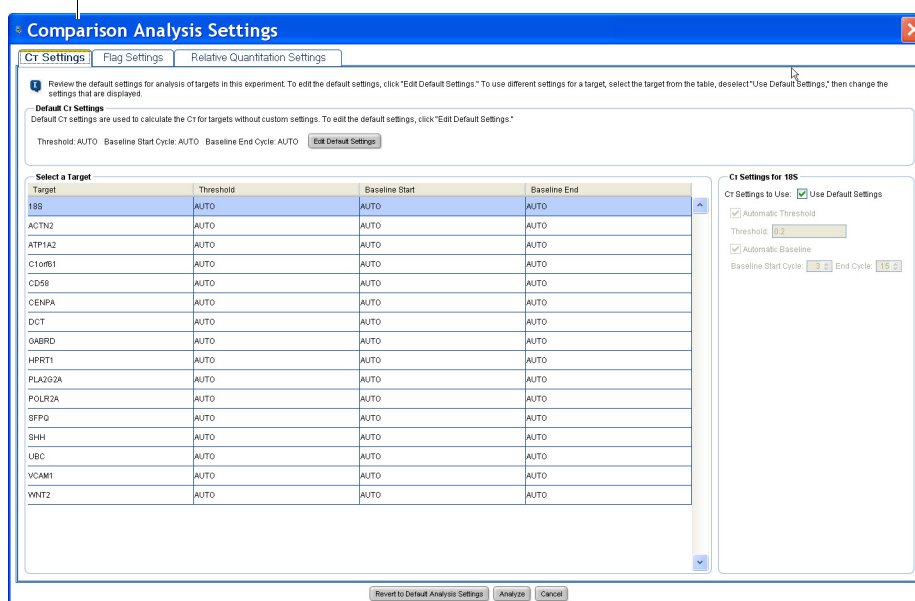 Comparison Analysis Settings
CT Settings Flag Settings Relative Quantitation Settings
Review the default settings for analysis of targets in this experiment. To edit the default settings, click "Edit Default Settings." To use different settings for a target, select the target from the table, deselect "Use Default Settings," then change the
settings that are displayed.
Default CT Settings
Default CT settings are used to calculate the CT for targets without custom settings. To edit the default settings, click "Edit Default Settings."
Threshold: AUTO Baseline Start Cycle: AUTO Baseline End Cycle: AUTO Edit Default Settings
Select a Target
Target Threshold Baseline Start Baseline End
18S AUTO AUTO AUTO
ACTN2 AUTO AUTO AUTO
ATP1A2 AUTO AUTO AUTO
C1orf61 AUTO AUTO AUTO
CD58 AUTO AUTO AUTO
CENPA AUTO AUTO AUTO
DCT AUTO AUTO AUTO
GABRD AUTO AUTO AUTO
HPRT1 AUTO AUTO AUTO
PLA2G2A AUTO AUTO AUTO
POLR2A AUTO AUTO AUTO
SFPQ AUTO AUTO AUTO
SHH AUTO AUTO AUTO
UBC AUTO AUTO AUTO
VCAM1 AUTO AUTO AUTO
WNT2 AUTO AUTO AUTO
CT Settings for 18S
CT Settings to Use: Use Default Settings
Automatic Threshold
Threshold: 0.2
Automatic Baseline
Baseline Start Cycle: 3 End Cycle: 15
Revert to Default Analysis Settings Analyze Cancel